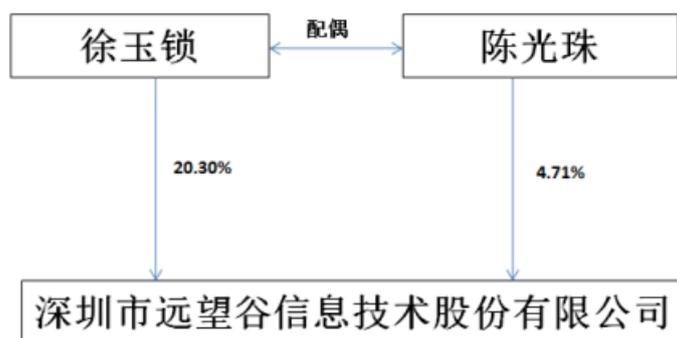 配偶
徐玉锁
陈光珠
20.30%
4.71%
深圳市远望谷信息技术股份有限公司